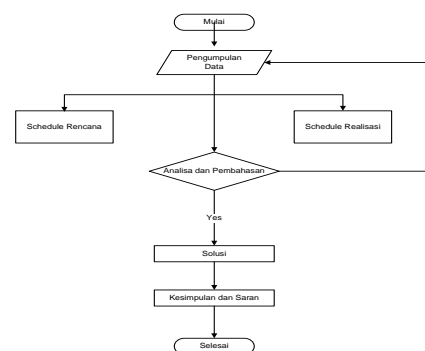 Mulai
Pengumpulan
Data
Schedule Rencana
Schedule Realisasi
Analisa dan Pembahasan
Yes
Solusi
Kesimpulan dan Saran
Selesai